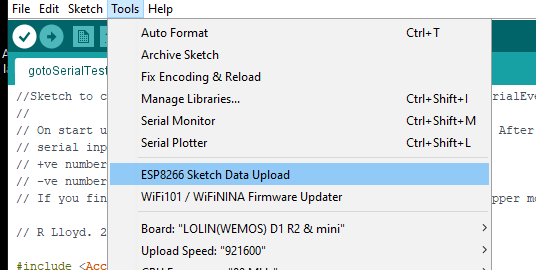 File Edit Sketch Tools Help
Auto Format Ctrl+T
gotoSerialTest Archive Sketch
Fix Encoding & Reload
//Sketch to c Manage Libraries... Ctrl+Shift+I rialEve
// Serial Monitor Ctrl+Shift+M
// On start u After
// serial inpu Serial Plotter Ctrl+Shift+L
// +ve number
// -ve number ESP8266 Sketch Data Upload
// If you fin WiFi101 / WiFiNINA Firmware Updater pper mo
// R Lloyd. 2 Board: "LOLIN(WEMOS) D1 R2 & mini"
Upload Speed: "921600"
#include <Acc